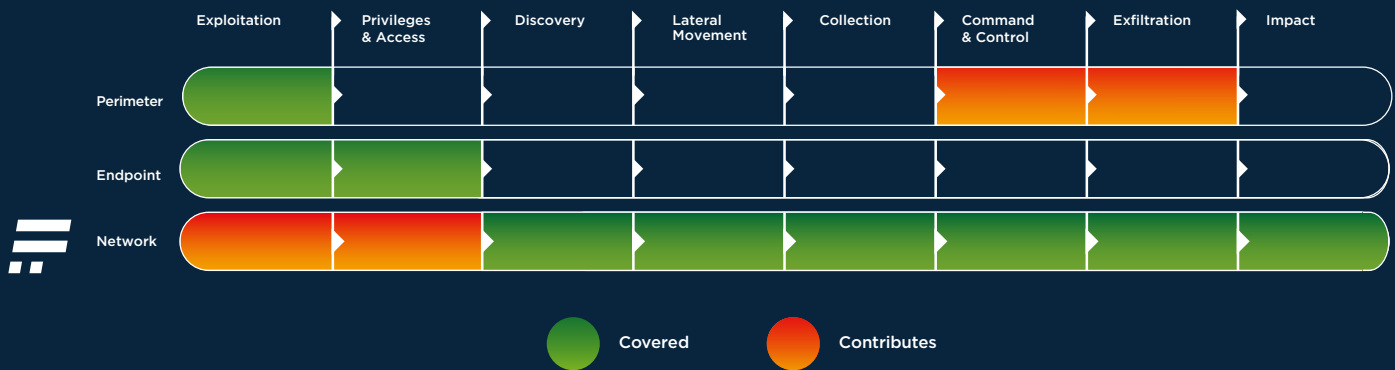 Exploitation
Privileges
& Access
Discovery
Lateral
Movement
Collection
Command
& Control
Exfiltration
Impact
Perimeter
Endpoint
Network
Covered
Contributes